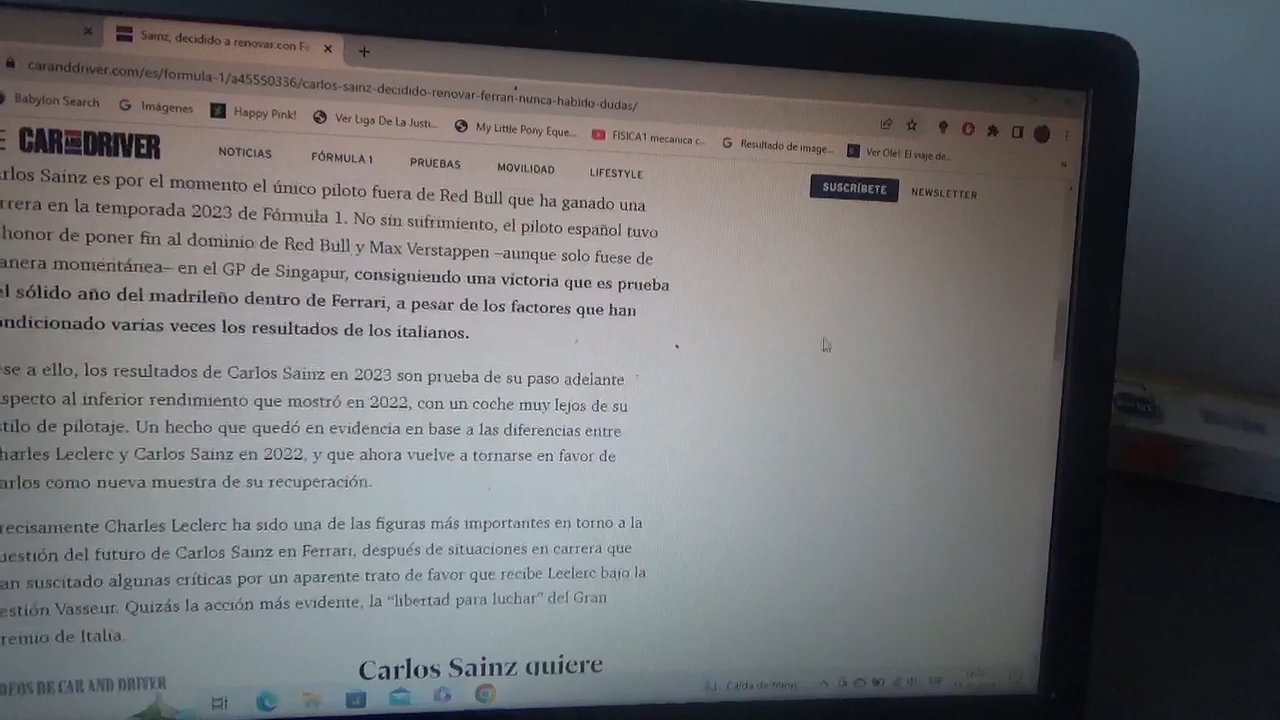 Sainz, decidido a renovar con Fe
caranddriver.com/es/formula-1/a45550336/carlos-sainz-decidido-renovar-ferrari-nunca-habido-dudas/
Babylon Search
Imágenes
Happy Pink!
Ver Liga De La Justi...
My Little Pony Eque...
FISICA1 mecanica c...
Resultado de image...
Ver Olé! El viaje de...
CAR AND DRIVER
NOTICIAS
FÓRMULA 1
PRUEBAS
MOVILIDAD
LIFESTYLE
SUSCRÍBETE
NEWSLETTER
rlos Sainz es por el momento el único piloto fuera de Red Bull que ha ganado una
rrera en la temporada 2023 de Fórmula 1. No sin sufrimiento, el piloto español tuvo
honor de poner fin al dominio de Red Bull y Max Verstappen –aunque solo fuese de
anera momentánea– en el GP de Singapur, consiguiendo una victoria que es prueba
el sólido año del madrileño dentro de Ferrari, a pesar de los factores que han
ondicionado varias veces los resultados de los italianos.
se a ello, los resultados de Carlos Sainz en 2023 son prueba de su paso adelante
specto al inferior rendimiento que mostró en 2022, con un coche muy lejos de su
tilo de pilotaje. Un hecho que quedó en evidencia en base a las diferencias entre
harles Leclerc y Carlos Sainz en 2022, y que ahora vuelve a tornarse en favor de
arlos como nueva muestra de su recuperación.
recisamente Charles Leclerc ha sido una de las figuras más importantes en torno a la
uestión del futuro de Carlos Sainz en Ferrari, después de situaciones en carrera que
an suscitado algunas críticas por un aparente trato de favor que recibe Leclerc bajo la
estión Vasseur. Quizás la acción más evidente, la "libertad para luchar" del Gran
remio de Italia.
Carlos Sainz quiere
DEOS DE CAR AND DRIVER